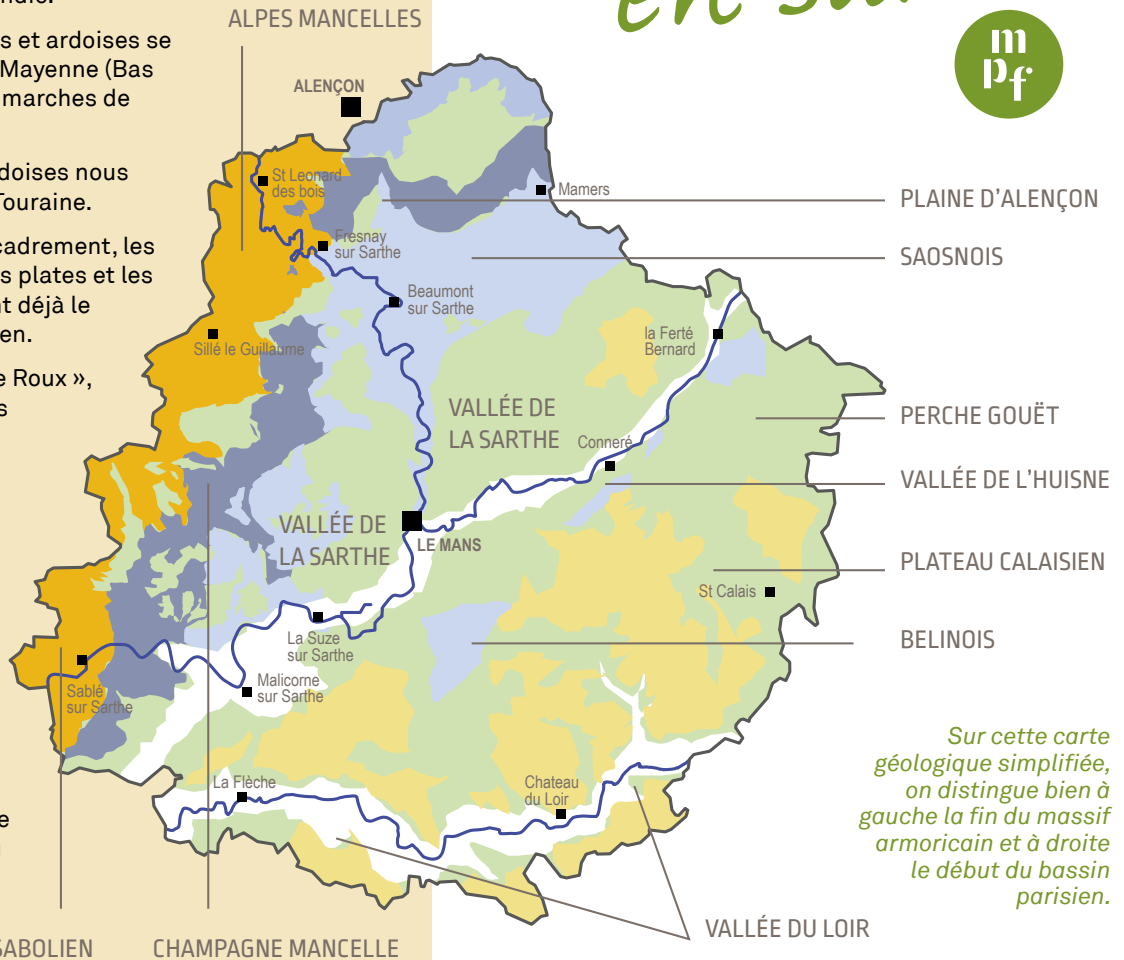 en
ndie.
s et ardoises se
Mayenne (Bas
marches de
doises nous
Touraine.
cadrement, les
s plates et les
nt déjà le
en.
e Roux »,
s
e
ALPES MANCELLES
ALENÇON
m
pf
St Leonard
des bois
Mamers
PLAINE D'ALENÇON
Fresnay
sur Sarthe
SAOSNOIS
Beaumont
sur Sarthe
Sillé le Guillaume
la Ferté
Bernard
VALLÉE DE
LA SARTHE
PERCHE GOUËT
Conneré
VALLÉE DE L'HUISNE
VALLÉE DE
LA SARTHE
LE MANS
PLATEAU CALAISIEN
St Calais
La Suze
sur Sarthe
BELINOIS
Malicorne
sur Sarthe
Sablé
sur Sarthe
La Flèche
Chateau
du Loir
Sur cette carte
géologique simplifiée,
on distingue bien à
gauche la fin du massif
armoricain et à droite
le début du bassin
parisien.
VALLÉE DU LOIR
SABOLIEN
CHAMPAGNE MANCELLE